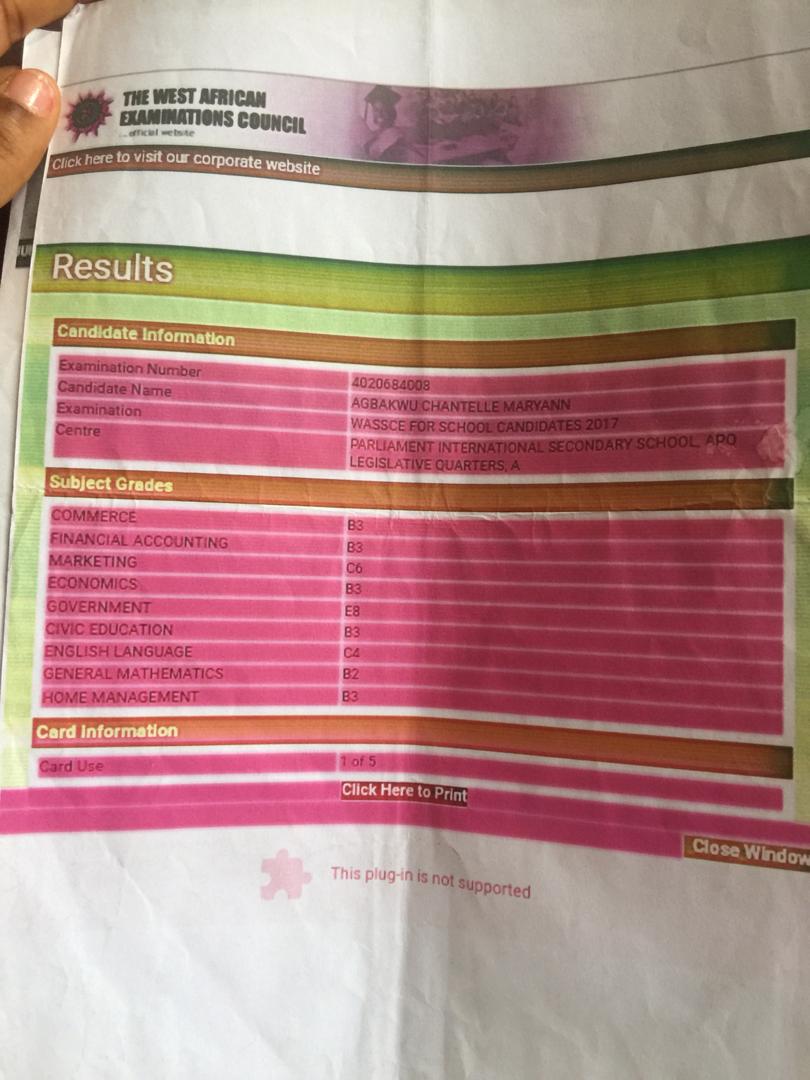 THE WEST AFRICAN
EXAMINATIONS COUNCIL
...official website
Click here to visit our corporate website
Results
Candidate Information
Examination Number 4020684008
Candidate Name AGBAKWU CHANTELLE MARYANN
Examination WASSCE FOR SCHOOL CANDIDATES 2017
Centre PARLIAMENT INTERNATIONAL SECONDARY SCHOOL, APO
LEGISLATIVE QUARTERS, A
Subject Grades
COMMERCE B3
FINANCIAL ACCOUNTING B3
MARKETING C6
ECONOMICS B3
GOVERNMENT E8
CIVIC EDUCATION B3
ENGLISH LANGUAGE C4
GENERAL MATHEMATICS B2
HOME MANAGEMENT B3
Card Information
Card Use 1 of 5
Click Here to Print
Close Window
This plug-in is not supported